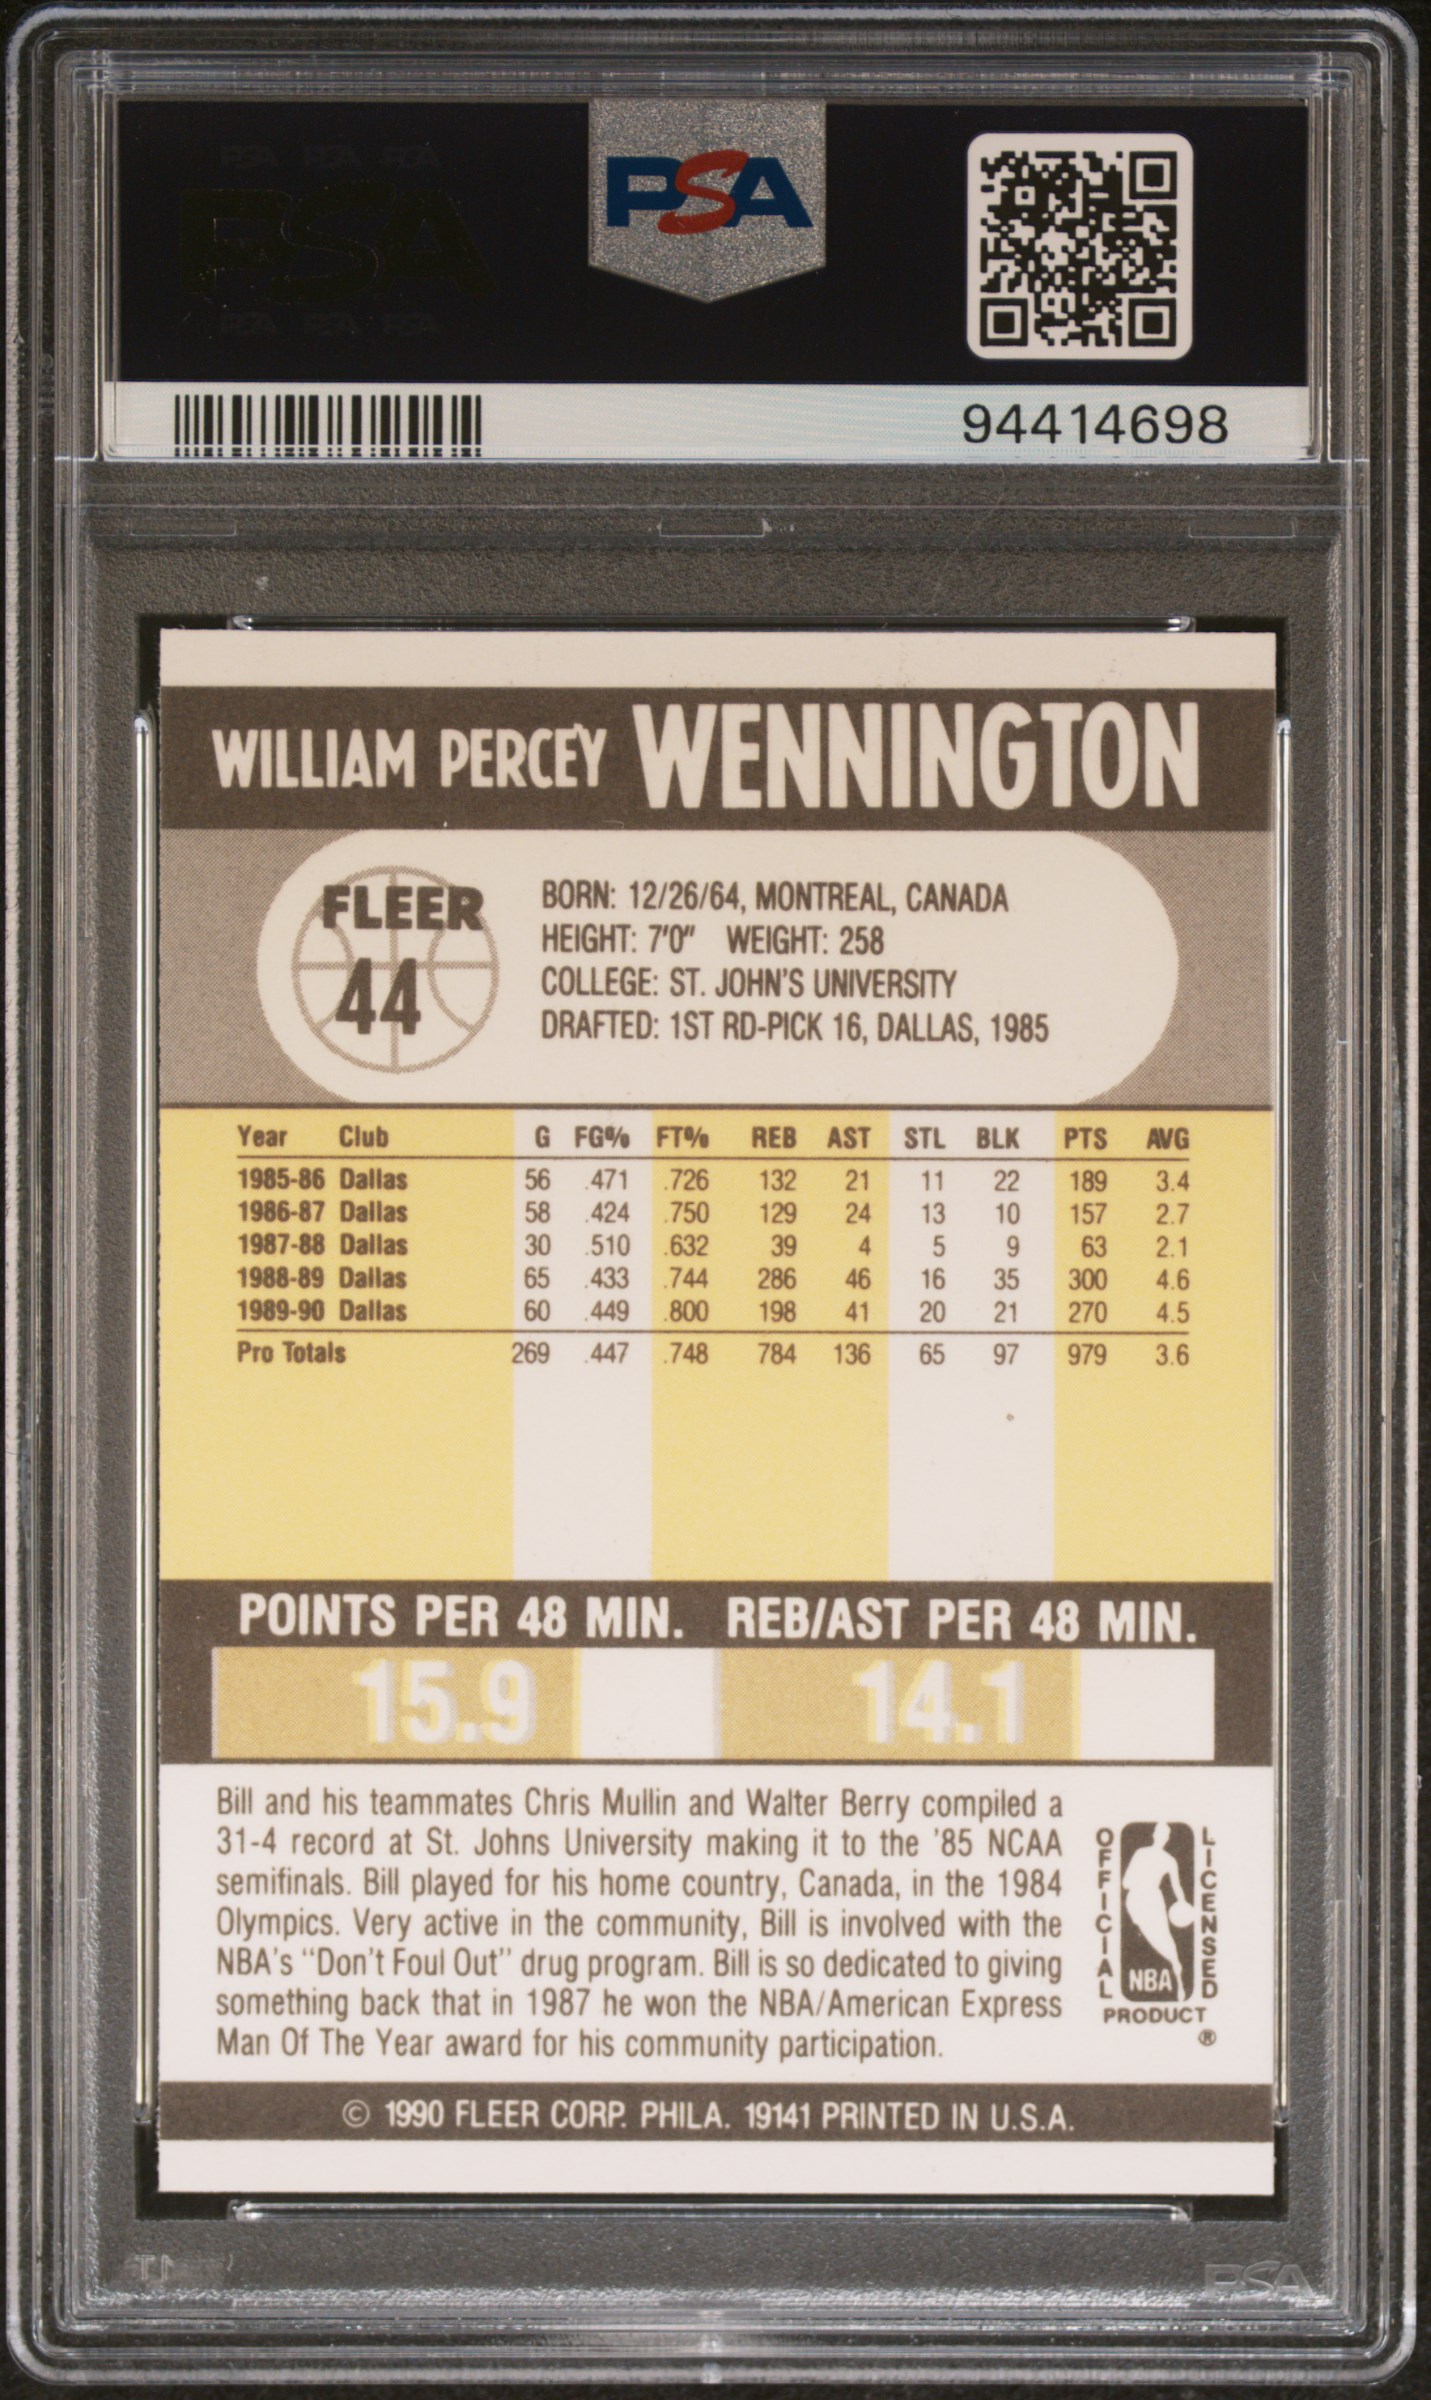 PSA
94414698
WILLIAM PERCEY WENNINGTON
FLEER
44
BORN: 12/26/64, MONTREAL, CANADA
HEIGHT: 7'0" WEIGHT: 258
COLLEGE: ST. JOHN'S UNIVERSITY
DRAFTED: 1ST RD-PICK 16, DALLAS, 1985
Year Club G FG% FT% REB AST STL BLK PTS AVG
1985-86 Dallas 56 .471 .726 132 21 11 22 189 3.4
1986-87 Dallas 58 .424 .750 129 24 13 10 157 2.7
1987-88 Dallas 30 .510 .632 39 4 5 9 63 2.1
1988-89 Dallas 65 .433 .744 286 46 16 35 300 4.6
1989-90 Dallas 60 .449 .800 198 41 20 21 270 4.5
Pro Totals 269 .447 .748 784 136 65 97 979 3.6
POINTS PER 48 MIN. REB/AST PER 48 MIN.
15.9 14.1
Bill and his teammates Chris Mullin and Walter Berry compiled a
31-4 record at St. Johns University making it to the '85 NCAA
semifinals. Bill played for his home country, Canada, in the 1984
Olympics. Very active in the community, Bill is involved with the
NBA's "Don't Foul Out" drug program. Bill is so dedicated to giving
something back that in 1987 he won the NBA/American Express
Man Of The Year award for his community participation.
OFFICIAL
LICENSED
NBA
PRODUCT
®
© 1990 FLEER CORP. PHILA. 19141 PRINTED IN U.S.A.
PSA